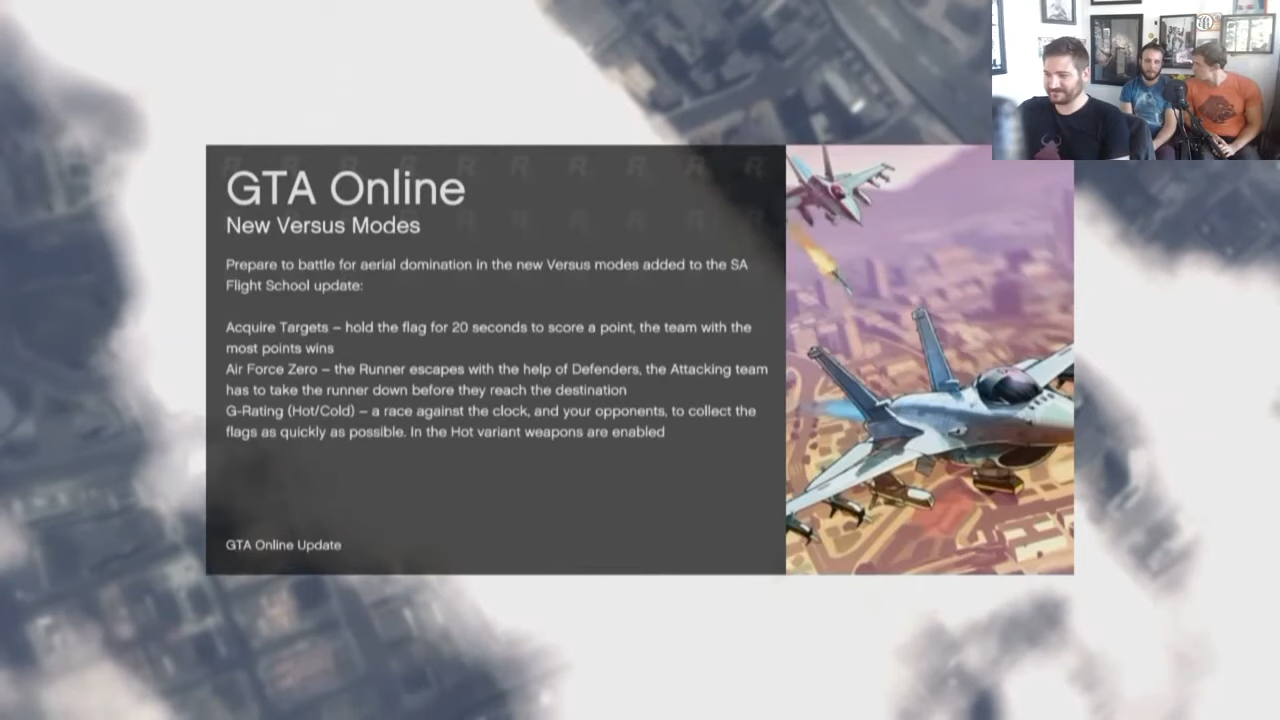 GTA Online
New Versus Modes
Prepare to battle for aerial domination in the new Versus modes added to the SA
Flight School update:
Acquire Targets – hold the flag for 20 seconds to score a point, the team with the
most points wins
Air Force Zero – the Runner escapes with the help of Defenders, the Attacking team
has to take the runner down before they reach the destination
G-Rating (Hot/Cold) – a race against the clock, and your opponents, to collect the
flags as quickly as possible. In the Hot variant weapons are enabled
GTA Online Update